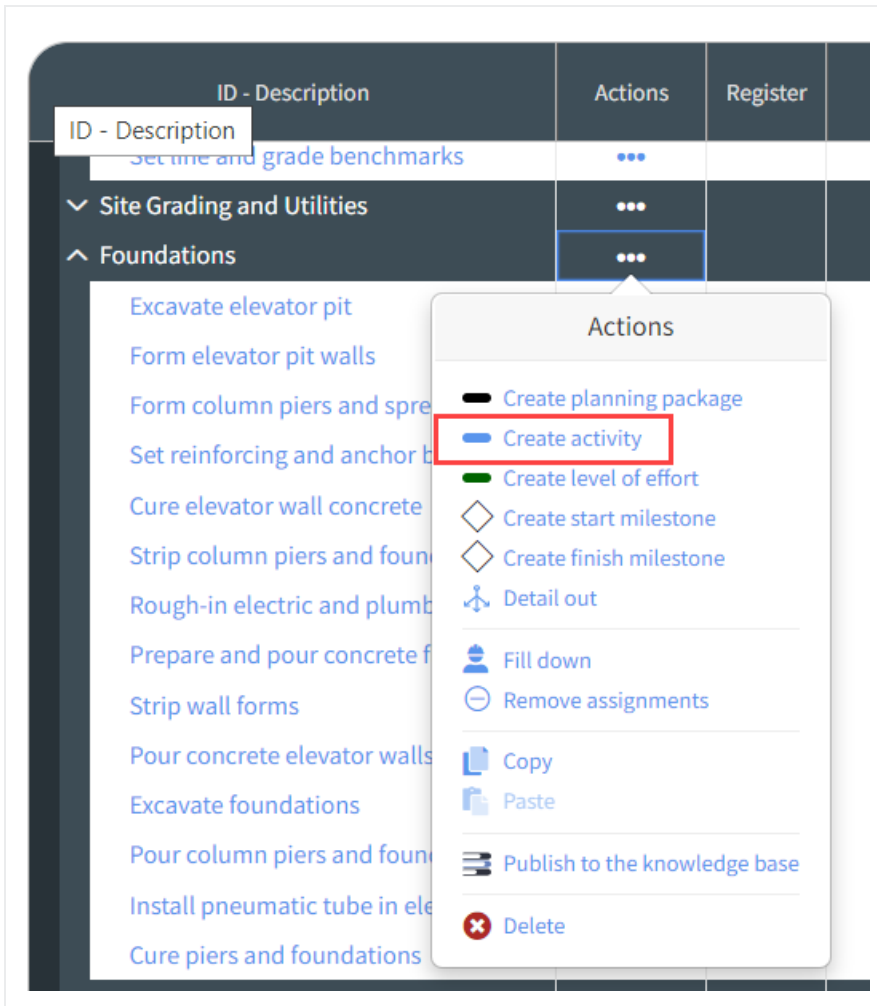 ID - Description Actions Register
ID - Description
Set line and grade benchmarks •••
Site Grading and Utilities •••
Foundations •••
Excavate elevator pit
Form elevator pit walls
Form column piers and spre
Set reinforcing and anchor b
Cure elevator wall concrete
Strip column piers and foun
Rough-in electric and plumb
Prepare and pour concrete f
Strip wall forms
Pour concrete elevator walls
Excavate foundations
Pour column piers and foun
Install pneumatic tube in ele
Cure piers and foundations
Actions
Create planning package
Create activity
Create level of effort
Create start milestone
Create finish milestone
Detail out
Fill down
Remove assignments
Copy
Paste
Publish to the knowledge base
Delete